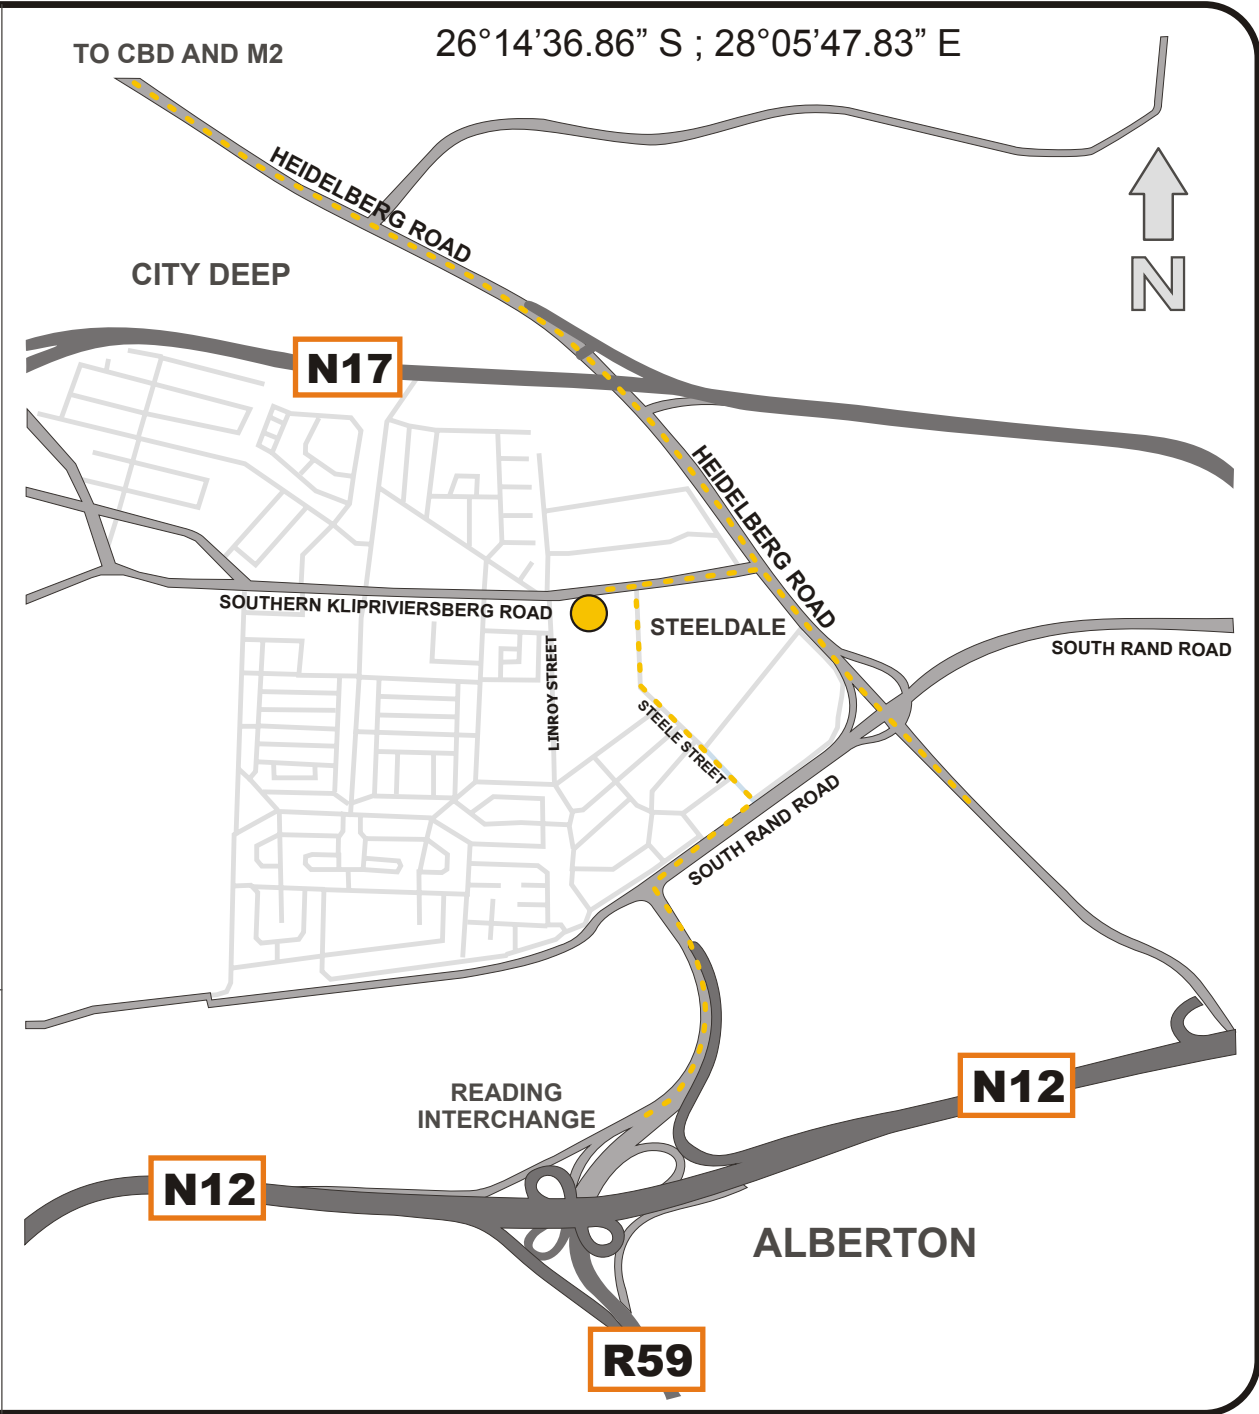 26°14’36.86” S ; 28°05’47.83” E
TO CBD AND M2
HEIDELBERG ROAD
CITY DEEP
N
N17
HEIDELBERG ROAD
SOUTHERN KLIPRIVIERSBERG ROAD
STEELDALE
SOUTH RAND ROAD
LINROY STREET
STEELE STREET
SOUTH RAND ROAD
READING
INTERCHANGE
N12
N12
ALBERTON
R59